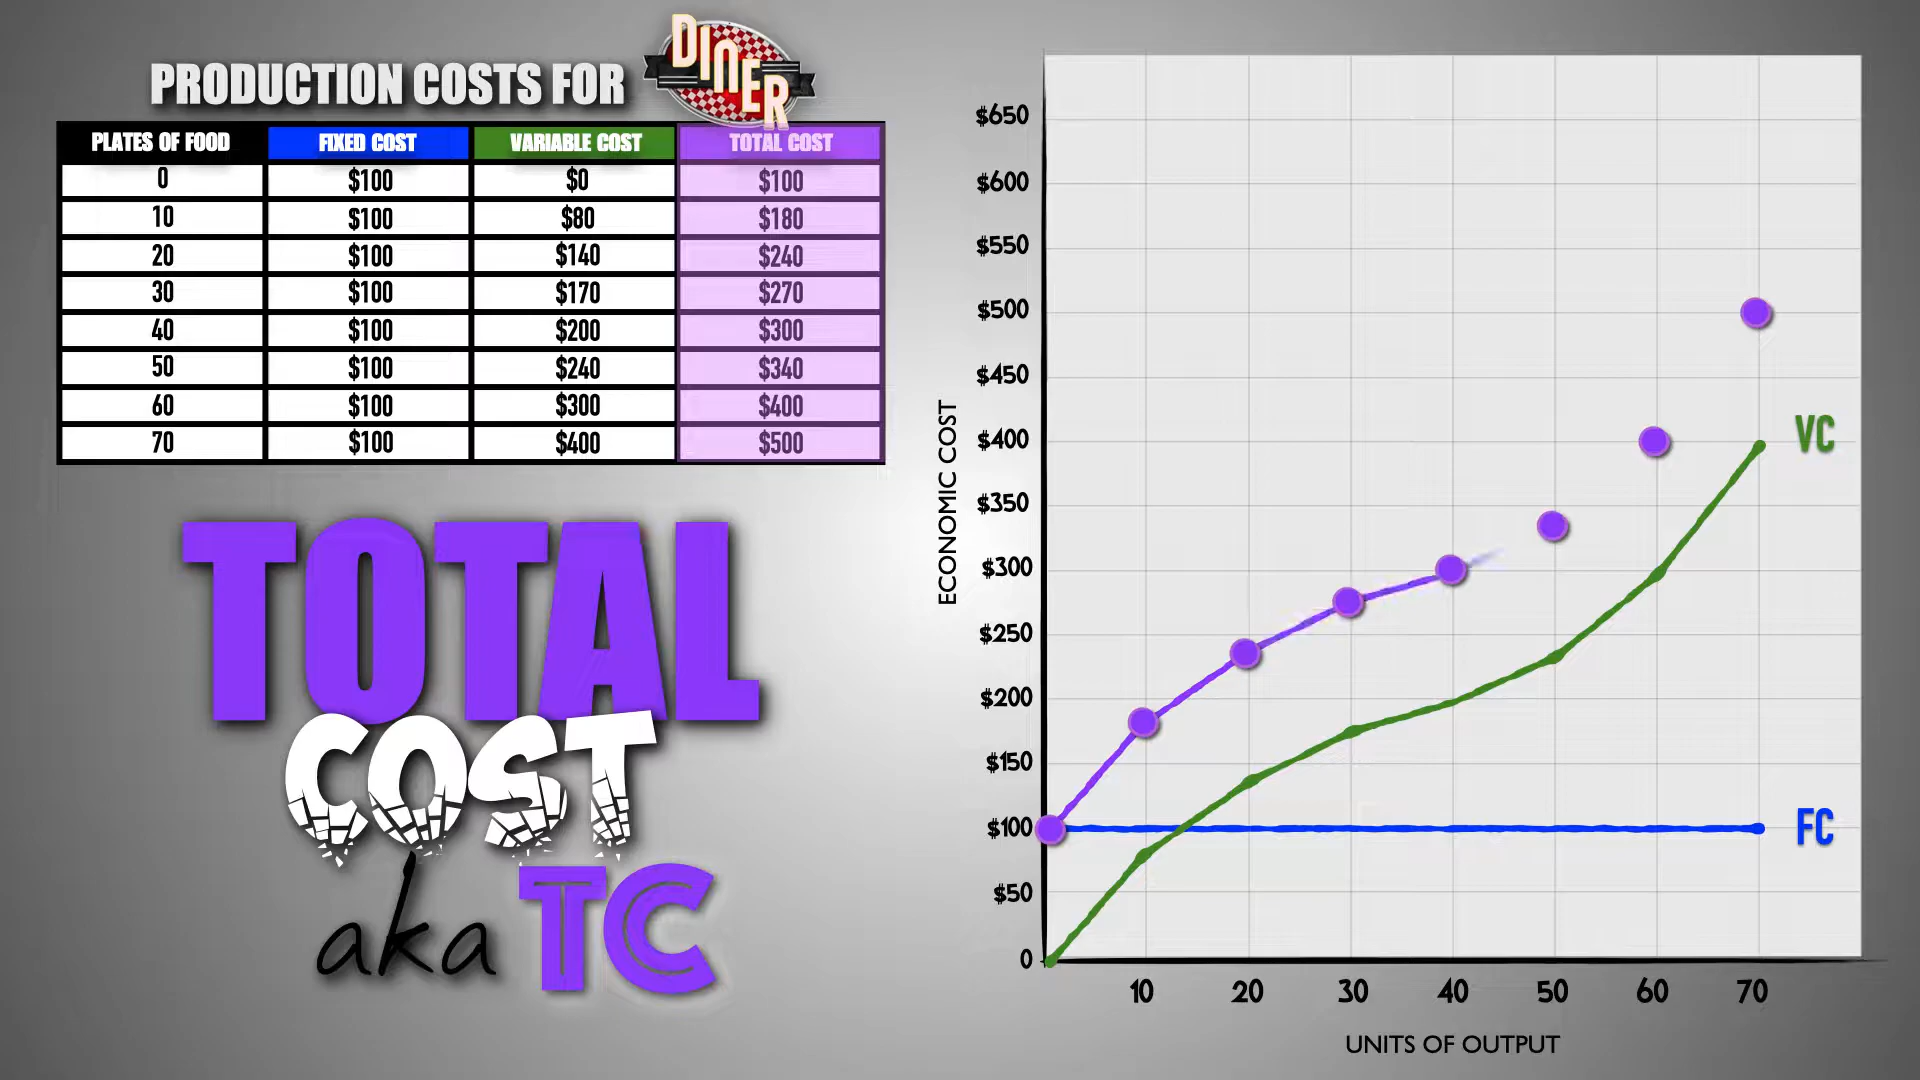 PRODUCTION COSTS FOR DINER
PLATES OF FOOD FIXED COST VARIABLE COST TOTAL COST
0 $100 $0 $100
10 $100 $80 $180
20 $100 $140 $240
30 $100 $170 $270
40 $100 $200 $300
50 $100 $240 $340
60 $100 $300 $400
70 $100 $400 $500
TOTAL
COST
aka TC
ECONOMIC COST
$650
$600
$550
$500
$450
$400
$350
$300
$250
$200
$150
$100
$50
0
VC
FC
10 20 30 40 50 60 70
UNITS OF OUTPUT